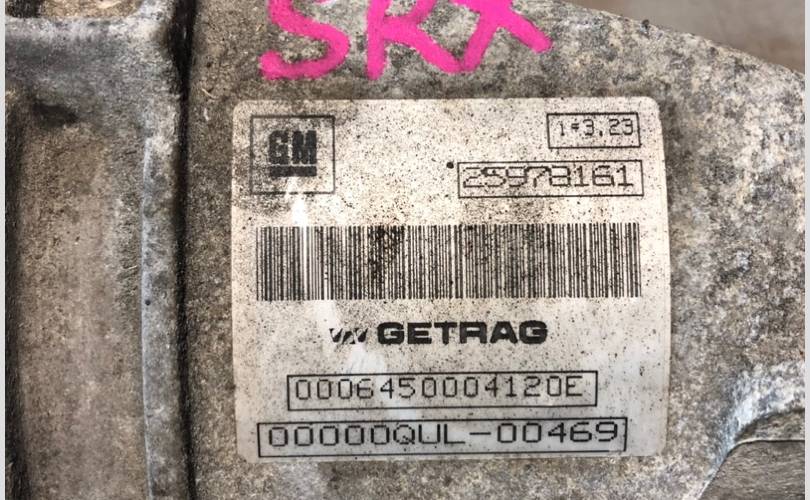 SRX
GM
1=3,23
25978161
GETRAG
0006450004120E
00000QUL-00469